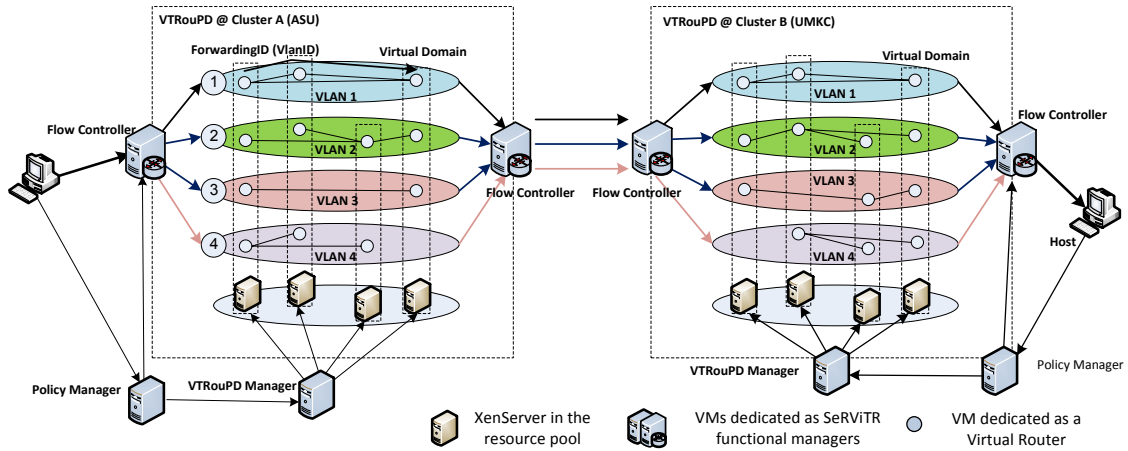 VTRouPD @ Cluster A (ASU)
VTRouPD @ Cluster B (UMKC)
ForwardingID (VlanID)
Virtual Domain
Virtual Domain
1
VLAN 1
VLAN 1
Flow Controller
Flow Controller
2
VLAN 2
VLAN 2
3
VLAN 3
VLAN 3
Flow Controller
Flow Controller
4
VLAN 4
VLAN 4
Host
Policy Manager
VTRouPD Manager
VTRouPD Manager
Policy Manager
XenServer in the
resource pool
VMs dedicated as SeRViTR
functional managers
VM dedicated as a
Virtual Router